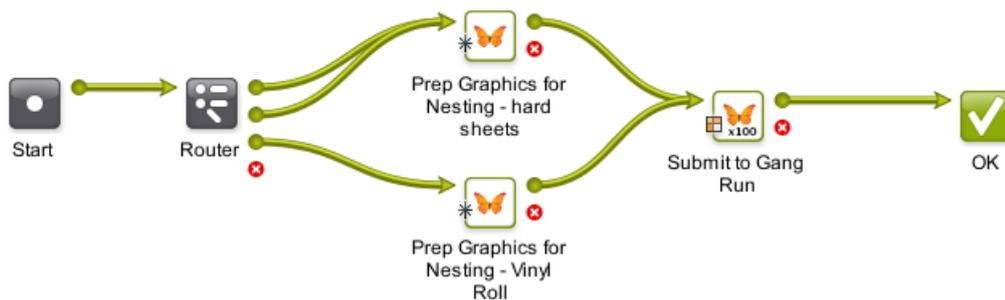 Prep Graphics for
Nesting - hard
sheets
Start
Router
x100
Submit to Gang
Run
OK
Prep Graphics for
Nesting - Vinyl
Roll